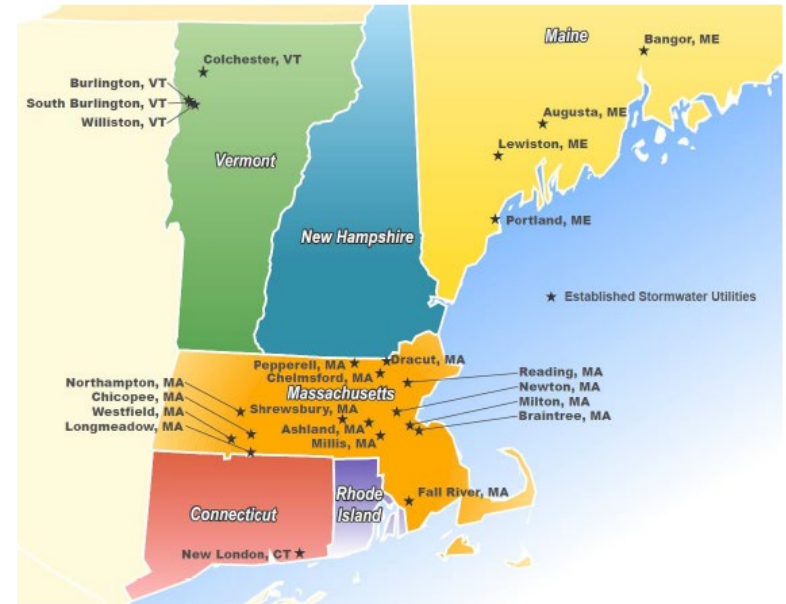 Maine
Bangor, ME
Colchester, VT
Burlington, VT
South Burlington, VT
Williston, VT
Augusta, ME
Lewiston, ME
Vermont
Portland, ME
New Hampshire
★ Established Stormwater Utilities
Pepperell, MA
Dracut, MA
Chelmsford, MA
Reading, MA
Northampton, MA
Massachusetts
Newton, MA
Chicopee, MA
Shrewsbury, MA
Milton, MA
Westfield, MA
Braintree, MA
Longmeadow, MA
Ashland, MA
Millis, MA
Rhode
Island
Fall River, MA
Connecticut
New London, CT